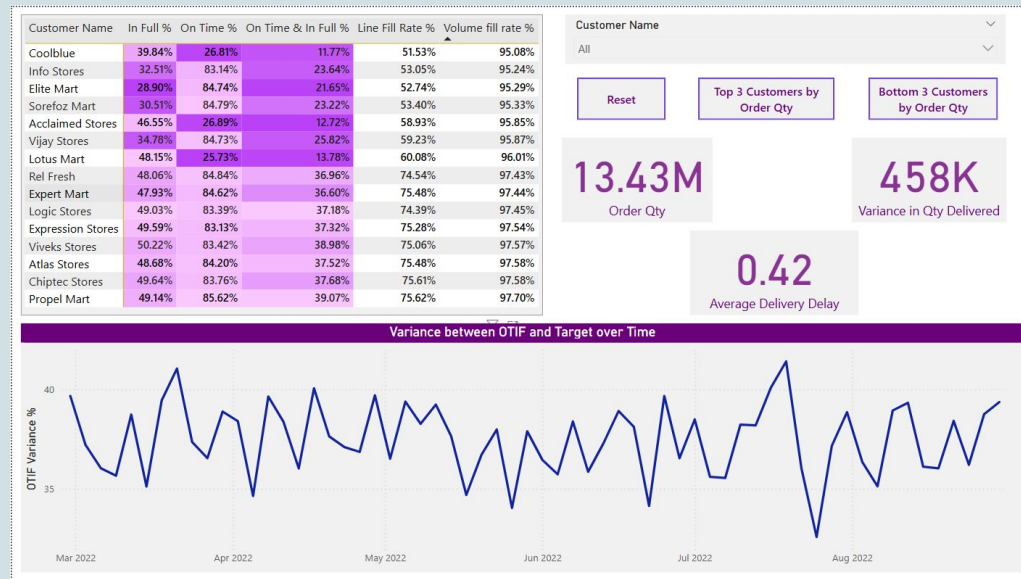 Customer Name In Full % On Time % On Time & In Full % Line Fill Rate % Volume fill rate %
Coolblue 39.84% 26.81% 11.77% 51.53% 95.08%
Info Stores 32.51% 83.14% 23.64% 53.05% 95.24%
Elite Mart 28.90% 84.74% 21.65% 52.74% 95.29%
Sorefoz Mart 30.51% 84.79% 23.22% 53.40% 95.33%
Acclaimed Stores 46.55% 26.89% 12.72% 58.93% 95.85%
Vijay Stores 34.78% 84.73% 25.82% 59.23% 95.87%
Lotus Mart 48.15% 25.73% 13.78% 60.08% 96.01%
Rel Fresh 48.06% 84.84% 36.96% 74.54% 97.43%
Expert Mart 47.93% 84.62% 36.60% 75.48% 97.44%
Logic Stores 49.03% 83.39% 37.18% 74.39% 97.45%
Expression Stores 49.59% 83.13% 37.32% 75.28% 97.54%
Viveks Stores 50.22% 83.42% 38.98% 75.06% 97.57%
Atlas Stores 48.68% 84.20% 37.52% 75.48% 97.58%
Chiptec Stores 49.64% 83.76% 37.68% 75.61% 97.58%
Propel Mart 49.14% 85.62% 39.07% 75.62% 97.70%
Customer Name
All
Reset
Top 3 Customers by
Order Qty
Bottom 3 Customers
by Order Qty
13.43M
Order Qty
458K
Variance in Qty Delivered
0.42
Average Delivery Delay
Variance between OTIF and Target over Time
OTIF Variance %
40
35
Mar 2022 Apr 2022 May 2022 Jun 2022 Jul 2022 Aug 2022